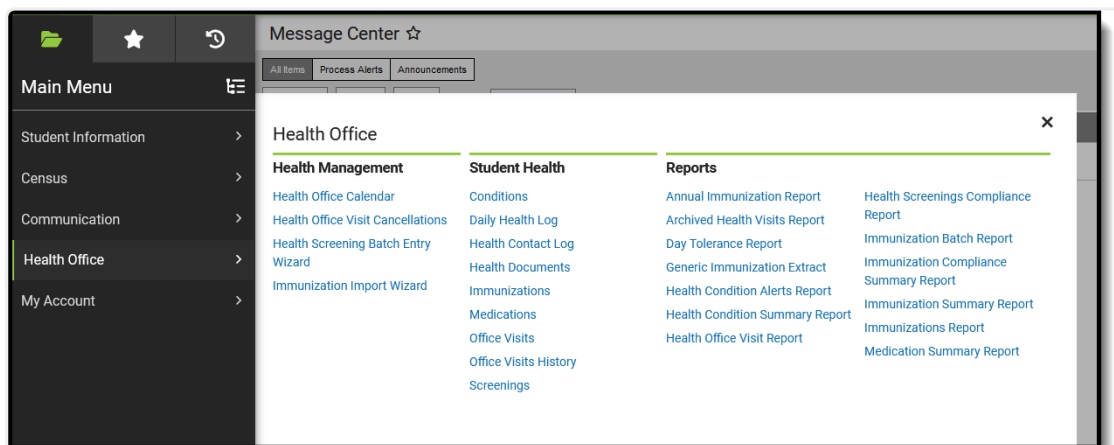 Message Center
All Items Process Alerts Announcements
Main Menu
Student Information
Census
Communication
Health Office
My Account
Health Office
Health Management
Health Office Calendar
Health Office Visit Cancellations
Health Screening Batch Entry
Wizard
Immunization Import Wizard
Student Health
Conditions
Daily Health Log
Health Contact Log
Health Documents
Immunizations
Medications
Office Visits
Office Visits History
Screenings
Reports
Annual Immunization Report
Archived Health Visits Report
Day Tolerance Report
Generic Immunization Extract
Health Condition Alerts Report
Health Condition Summary Report
Health Office Visit Report
Health Screenings Compliance
Report
Immunization Batch Report
Immunization Compliance
Summary Report
Immunization Summary Report
Immunizations Report
Medication Summary Report